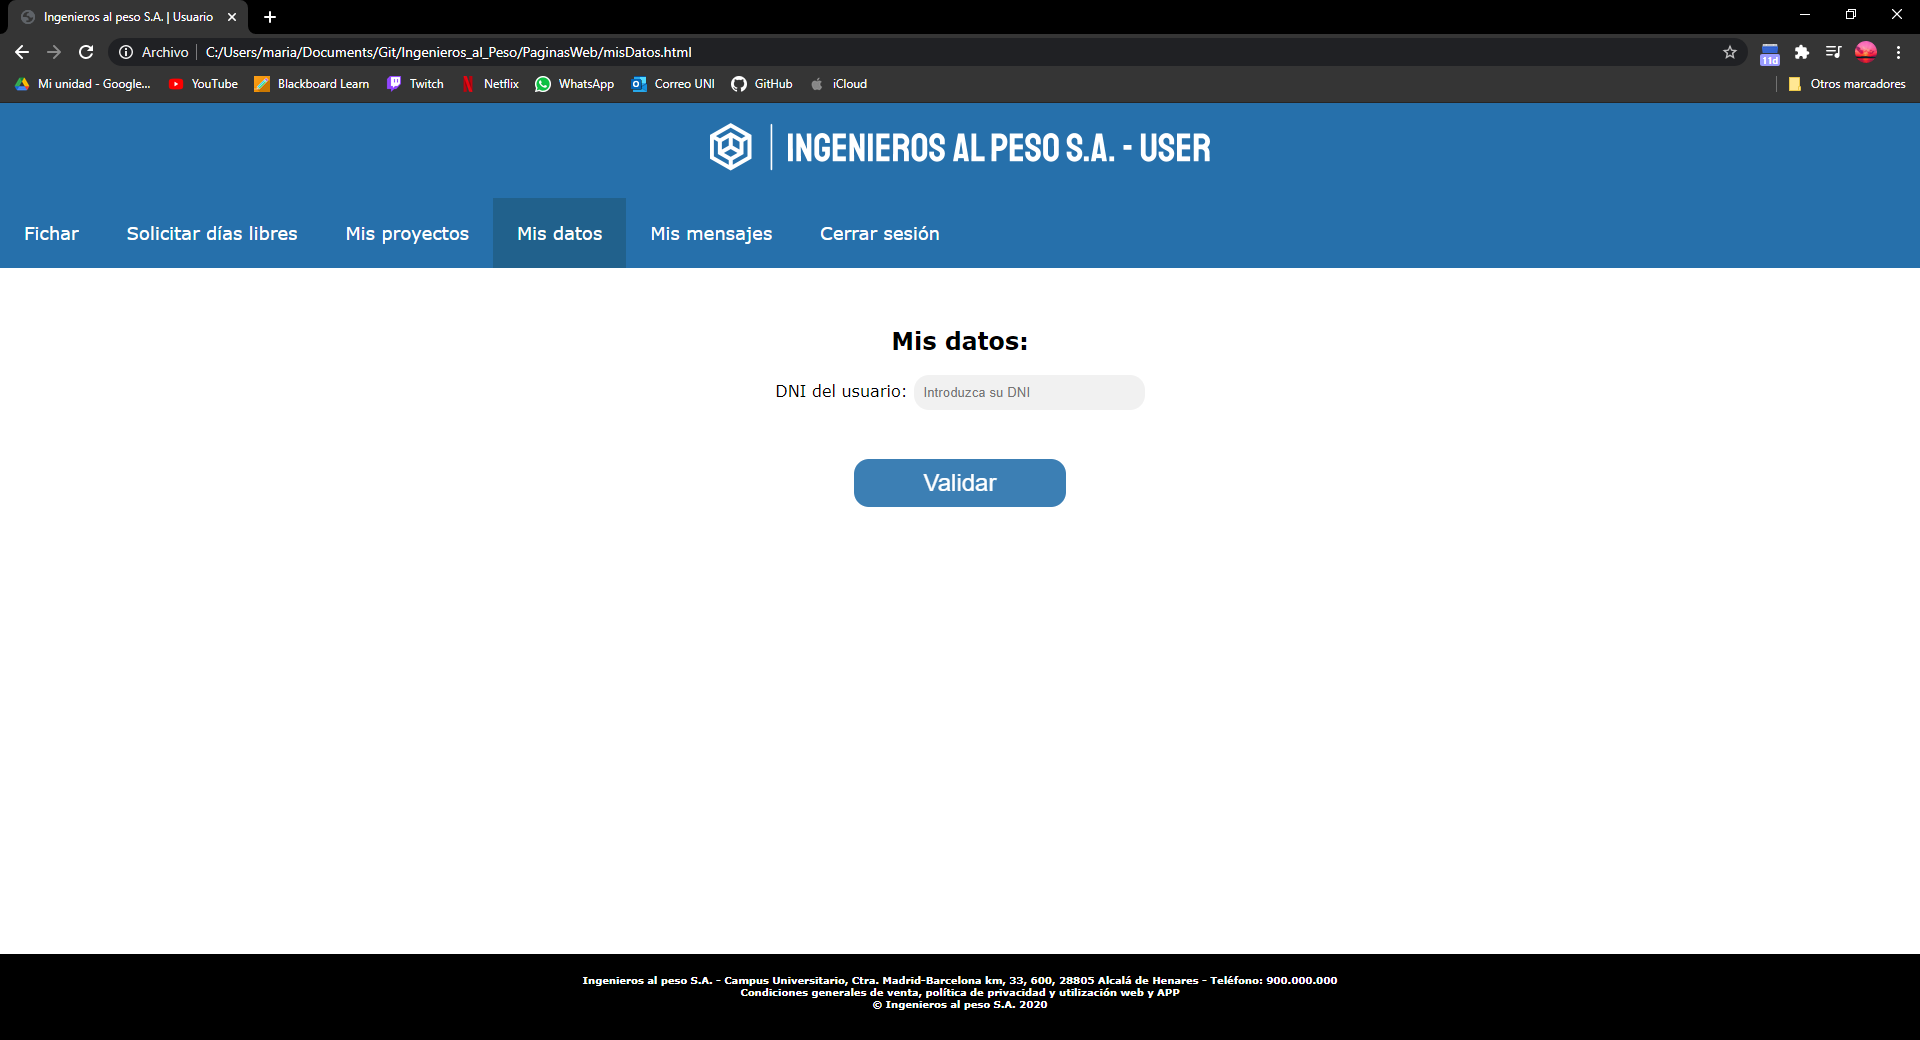 Ingenieros al peso S.A. | Usuario
Archivo C:/Users/maria/Documents/Git/Ingenieros_al_Peso/PaginasWeb/misDatos.html
11d
Mi unidad - Google... YouTube Blackboard Learn Twitch Netflix WhatsApp Correo UNI GitHub iCloud Otros marcadores
INGENIEROS AL PESO S.A. - USER
Fichar Solicitar días libres Mis proyectos Mis datos Mis mensajes Cerrar sesión
Mis datos:
DNI del usuario: Introduzca su DNI
Validar
Ingenieros al peso S.A. - Campus Universitario, Ctra. Madrid-Barcelona km, 33, 600, 28805 Alcalá de Henares - Teléfono: 900.000.000
Condiciones generales de venta, política de privacidad y utilización web y APP
© Ingenieros al peso S.A. 2020